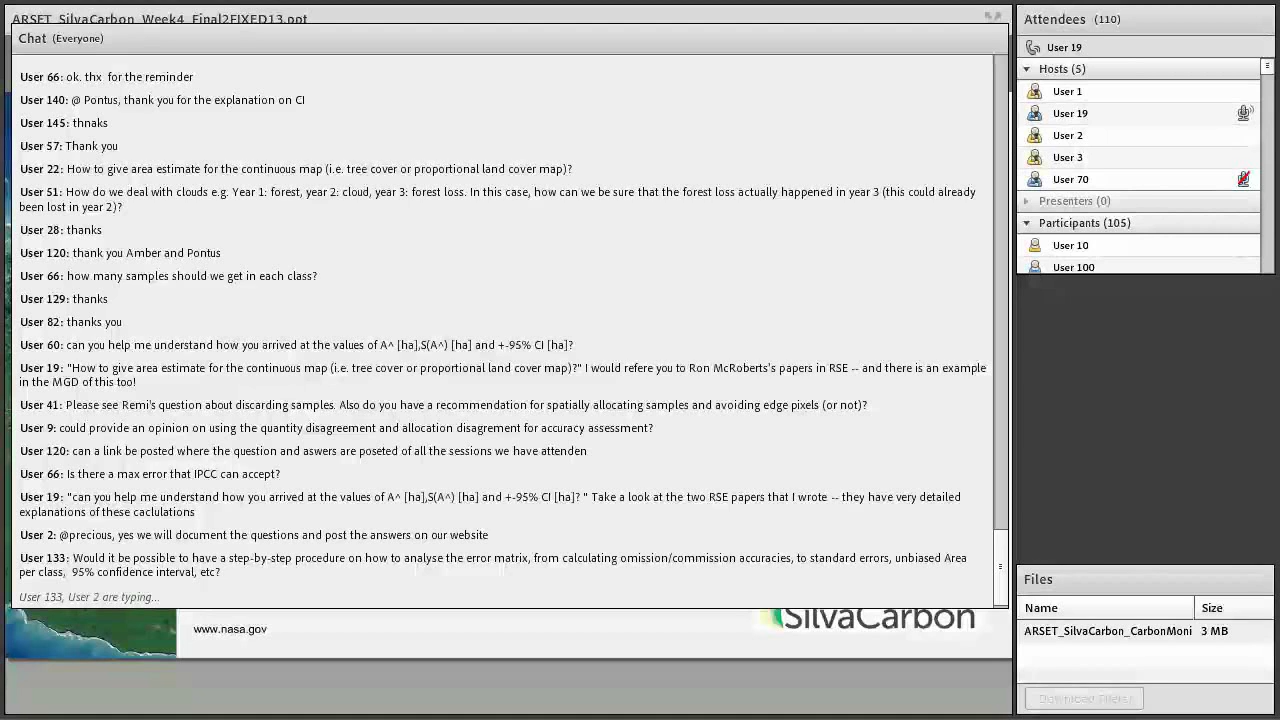 ARSET_SilvaCarbon_Week4_Final2FIXED13.ppt
Chat (Everyone)
User 66: ok. thx for the reminder
User 140: @ Pontus, thank you for the explanation on CI
User 145: thnaks
User 57: Thank you
User 22: How to give area estimate for the continuous map (i.e. tree cover or proportional land cover map)?
User 51: How do we deal with clouds e.g. Year 1: forest, year 2: cloud, year 3: forest loss. In this case, how can we be sure that the forest loss actually happened in year 3 (this could already
been lost in year 2)?
User 28: thanks
User 120: thank you Amber and Pontus
User 66: how many samples should we get in each class?
User 129: thanks
User 82: thanks you
User 60: can you help me understand how you arrived at the values of A^ [ha],S(A^) [ha] and +-95% CI [ha]?
User 19: "How to give area estimate for the continuous map (i.e. tree cover or proportional land cover map)?" I would refere you to Ron McRoberts's papers in RSE -- and there is an example
in the MGD of this too!
User 41: Please see Remi's question about discarding samples. Also do you have a recommendation for spatially allocating samples and avoiding edge pixels (or not)?
User 9: could provide an opinion on using the quantity disagreement and allocation disagrement for accuracy assessment?
User 120: can a link be posted where the question and aswers are poseted of all the sessions we have attenden
User 66: Is there a max error that IPCC can accept?
User 19: "can you help me understand how you arrived at the values of A^ [ha],S(A^) [ha] and +-95% CI [ha]? " Take a look at the two RSE papers that I wrote -- they have very detailed
explanations of these caclulations
User 2: @precious, yes we will document the questions and post the answers on our website
User 133: Would it be possible to have a step-by-step procedure on how to analyse the error matrix, from calculating omission/commission accuracies, to standard errors, unbiased Area
per class, 95% confidence interval, etc?
User 133, User 2 are typing...
www.nasa.gov
SilvaCarbon
Attendees (110)
User 19
Hosts (5)
User 1
User 19
User 2
User 3
User 70
Presenters (0)
Participants (105)
User 10
User 100
Files
Name Size
ARSET_SilvaCarbon_CarbonMoni 3 MB
Download File(s)